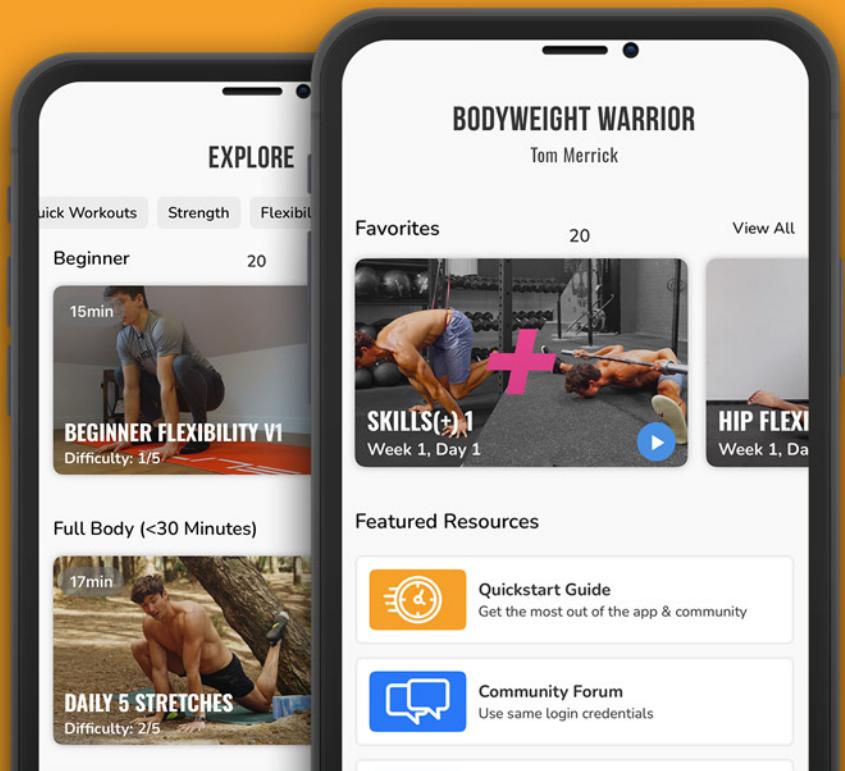 EXPLORE
uick Workouts
Strength
Flexibil
Beginner
20
15min
BEGINNER FLEXIBILITY V1
Difficulty: 1/5
Full Body (<30 Minutes)
17min
DAILY 5 STRETCHES
Difficulty: 2/5
BODYWEIGHT WARRIOR
Tom Merrick
Favorites
20
View All
SKILLS(+) 1
Week 1, Day 1
HIP FLEXI
Week 1, Da
Featured Resources
Quickstart Guide
Get the most out of the app & community
Community Forum
Use same login credentials